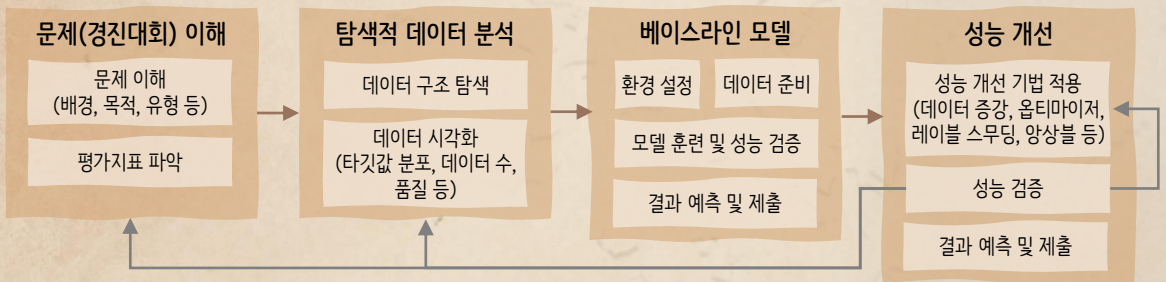 문제(경진대회) 이해
문제 이해
(배경, 목적, 유형 등)
평가지표 파악
탐색적 데이터 분석
데이터 구조 탐색
데이터 시각화
(타깃값 분포, 데이터 수,
품질 등)
베이스라인 모델
환경 설정
데이터 준비
모델 훈련 및 성능 검증
결과 예측 및 제출
성능 개선
성능 개선 기법 적용
(데이터 증강, 옵티마이저,
레이블 스무딩, 앙상블 등)
성능 검증
결과 예측 및 제출